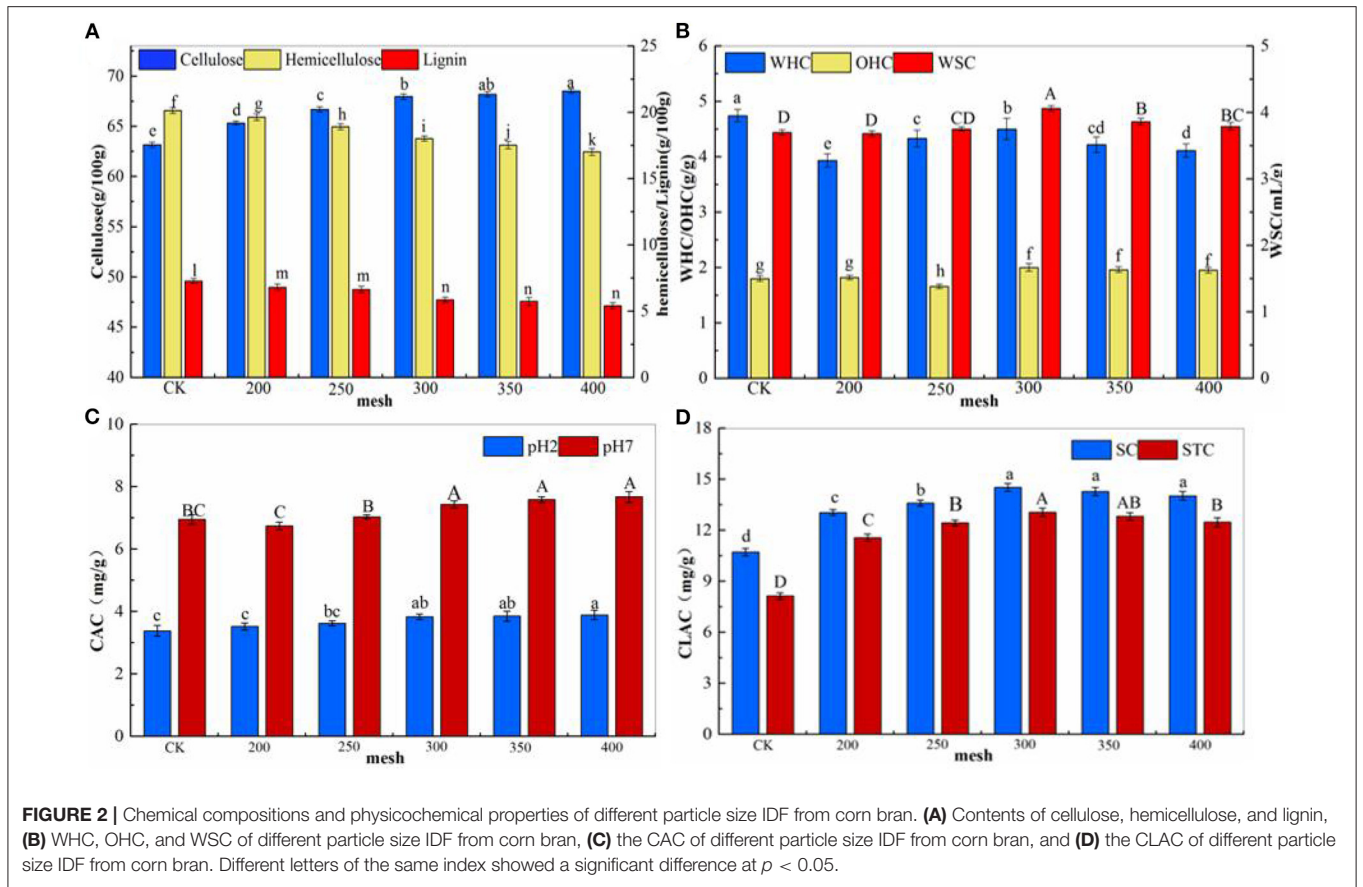 A
Cellulose Hemicellulose Lignin
70
65
60
55
50
45
40
25
20
15
10
5
0
Cellulose(g/100g)
hemicellulose/Lignin(g/100g)
e f l
d g m
c h m
b i n
ab j n
a k n
CK 200 250 300 350 400
mesh
B
WHC OHC WSC
6
5
4
3
2
1
0
5
4
3
2
1
0
WHC/OHC(g/g)
WSC(mL/g)
a g D
e g D
c h CD
b f A
cd f B
d f BC
CK 200 250 300 350 400
mesh
C
pH2 pH7
10
8
6
4
2
0
CAC (mg/g)
c BC
c C
bc B
ab A
ab A
a A
CK 200 250 300 350 400
mesh
D
SC STC
18
15
12
9
6
3
0
CLAC (mg/g)
d D
c C
b B
a A
a AB
a B
CK 200 250 300 350 400
mesh
FIGURE 2 | Chemical compositions and physicochemical properties of different particle size IDF from corn bran. (A) Contents of cellulose, hemicellulose, and lignin,
(B) WHC, OHC, and WSC of different particle size IDF from corn bran, (C) the CAC of different particle size IDF from corn bran, and (D) the CLAC of different particle
size IDF from corn bran. Different letters of the same index showed a significant difference at p < 0.05.